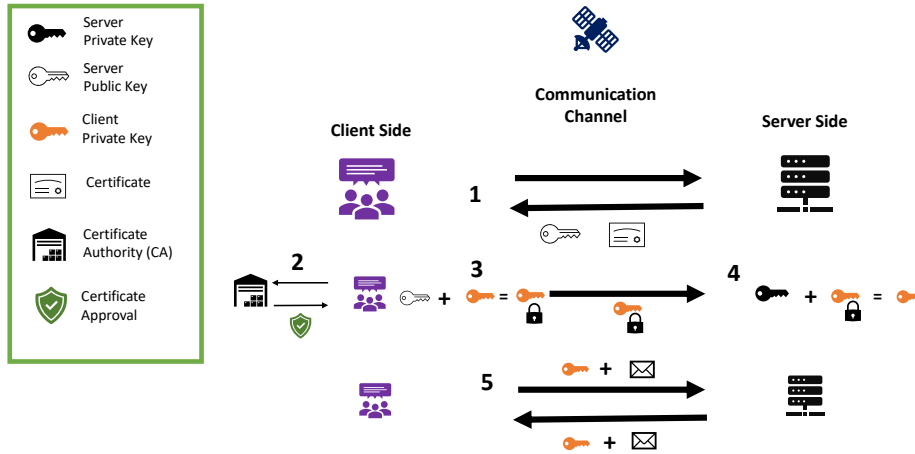 Server
Private Key
Server
Public Key
Client
Private Key
Certificate
Certificate
Authority (CA)
Certificate
Approval
Communication
Channel
Client Side
Server Side
1
2
3
4
+
=
+
=
5
+
+